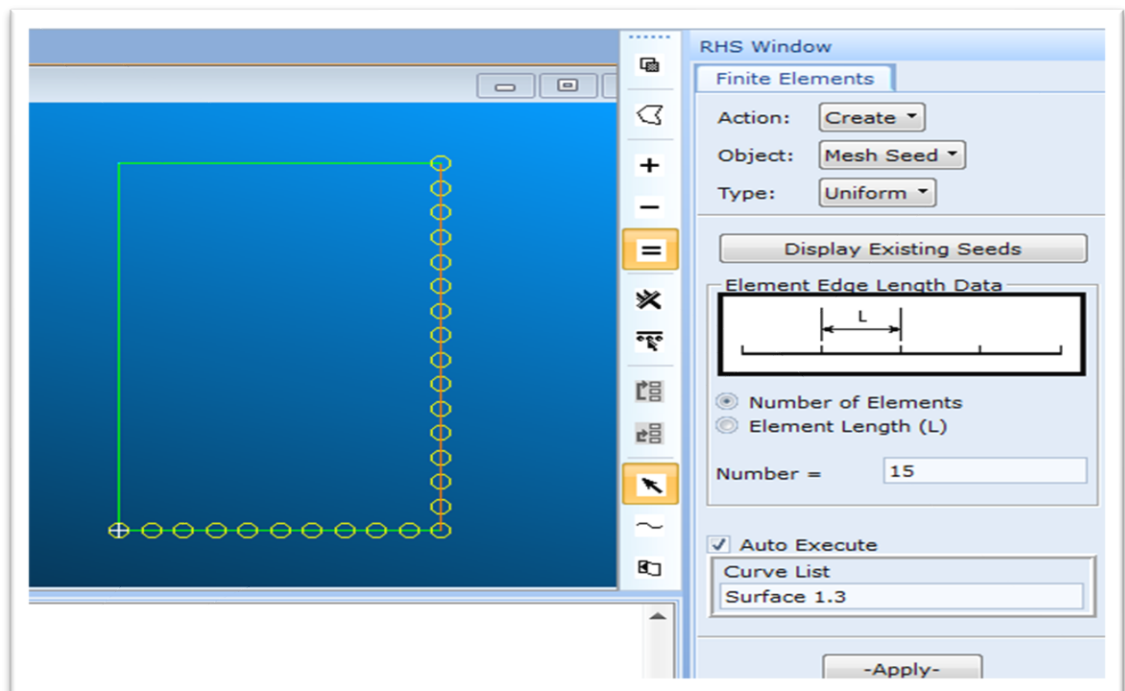 RHS Window
Finite Elements
Action: Create
Object: Mesh Seed
Type: Uniform
Display Existing Seeds
Element Edge Length Data
L
Number of Elements
Element Length (L)
Number = 15
Auto Execute
Curve List
Surface 1.3
-Apply-